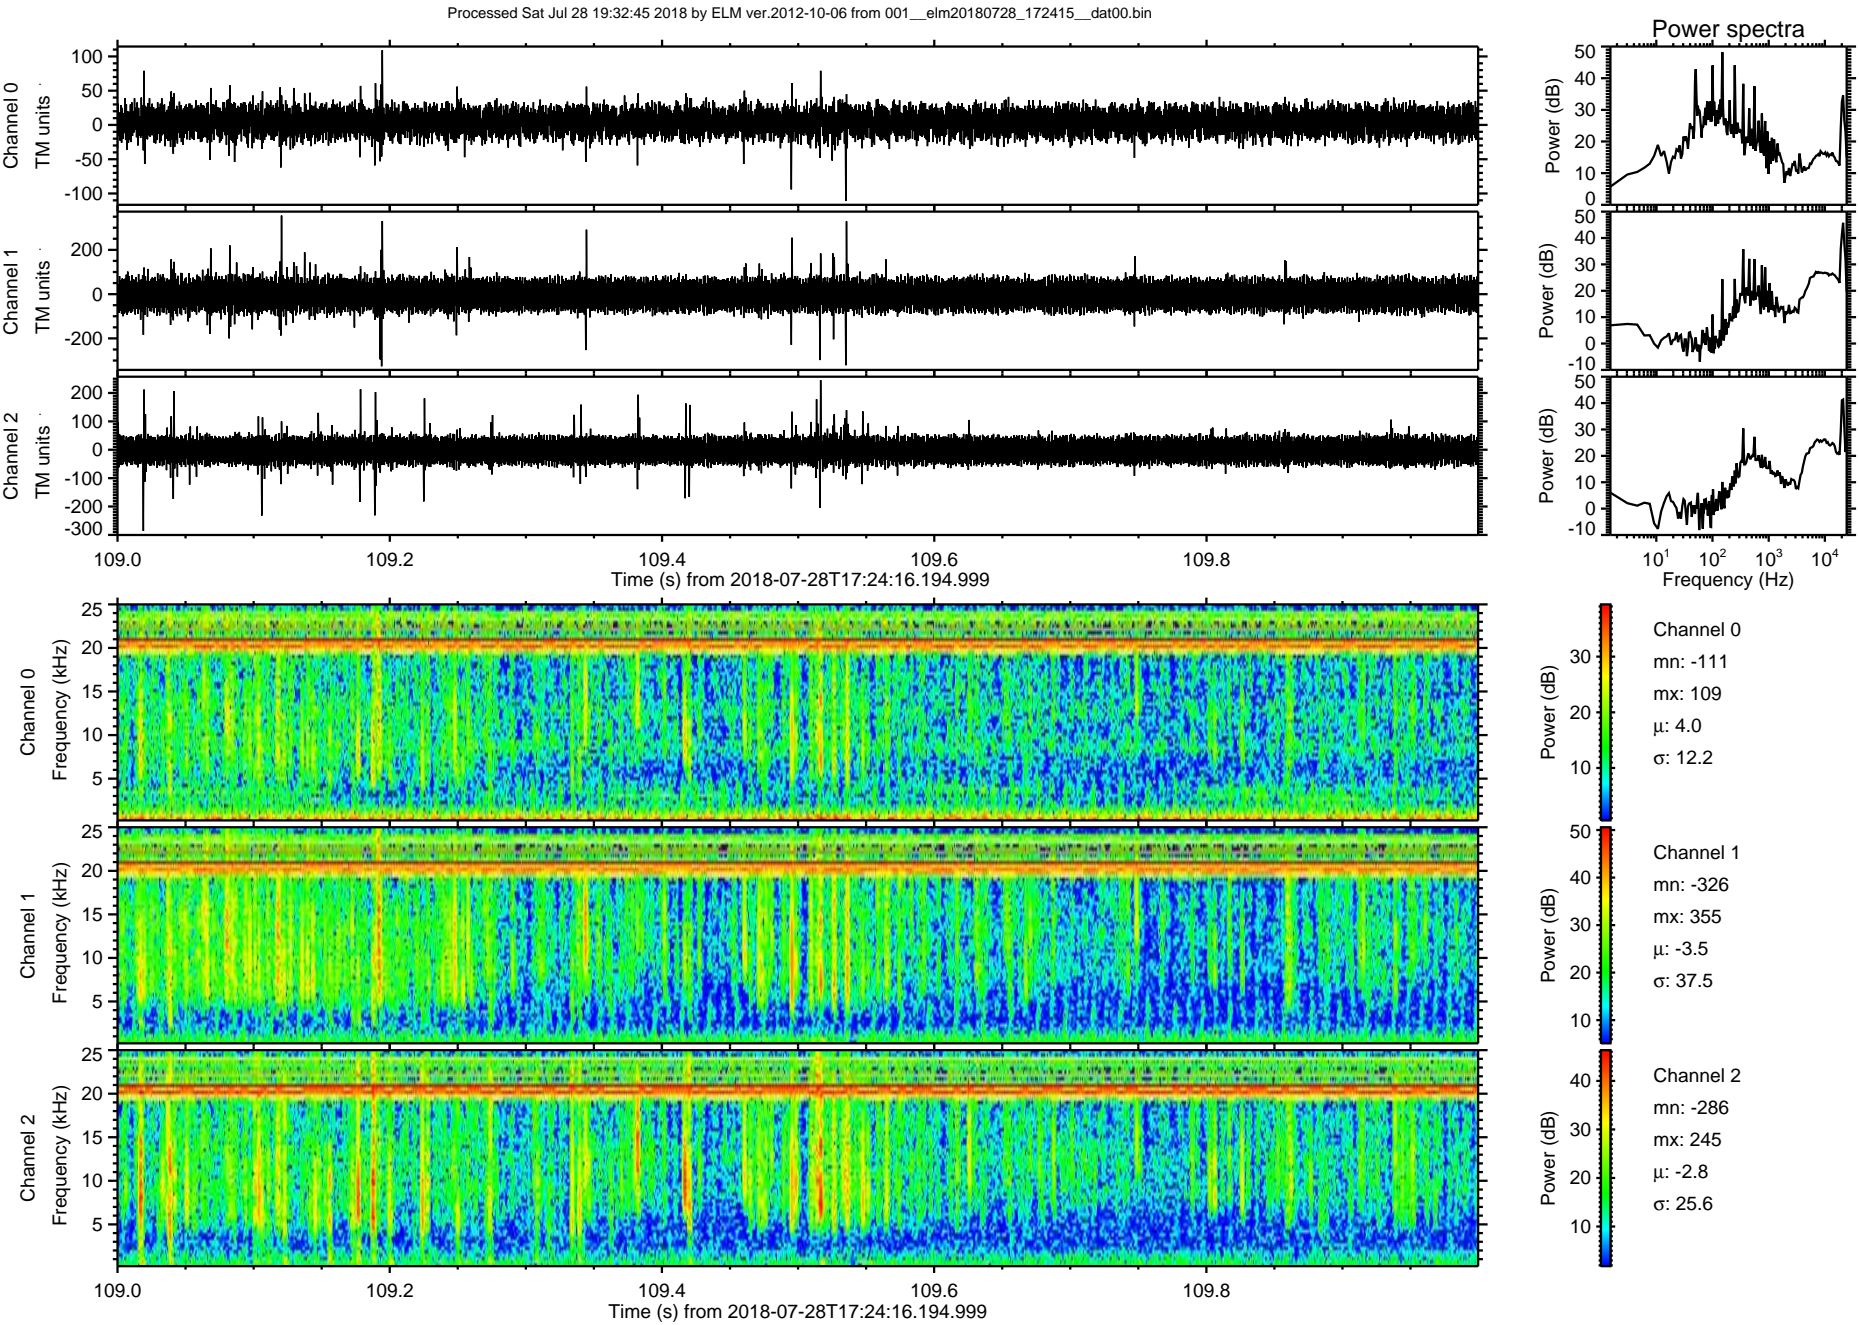 Processed Sat Jul 28 19:32:45 2018 by ELM ver.2012-10-06 from 001__elm20180728_172415__dat00.bin
Power spectra
Channel 0
TM units
100
50
0
-50
-100
Power (dB)
50
40
30
20
10
0
Channel 1
TM units
200
0
-200
Power (dB)
50
40
30
20
10
0
-10
Channel 2
TM units
200
100
0
-100
-200
-300
Power (dB)
50
40
30
20
10
0
-10
109.0 109.2 109.4 109.6 109.8
Time (s) from 2018-07-28T17:24:16.194.999
10^1 10^2 10^3 10^4
Frequency (Hz)
Channel 0
Frequency (kHz)
25
20
15
10
5
Power (dB)
30
20
10
Channel 0
mn: -111
mx: 109
μ: 4.0
σ: 12.2
Channel 1
Frequency (kHz)
25
20
15
10
5
Power (dB)
50
40
30
20
10
Channel 1
mn: -326
mx: 355
μ: -3.5
σ: 37.5
Channel 2
Frequency (kHz)
25
20
15
10
5
Power (dB)
40
30
20
10
Channel 2
mn: -286
mx: 245
μ: -2.8
σ: 25.6
109.0 109.2 109.4 109.6 109.8
Time (s) from 2018-07-28T17:24:16.194.999